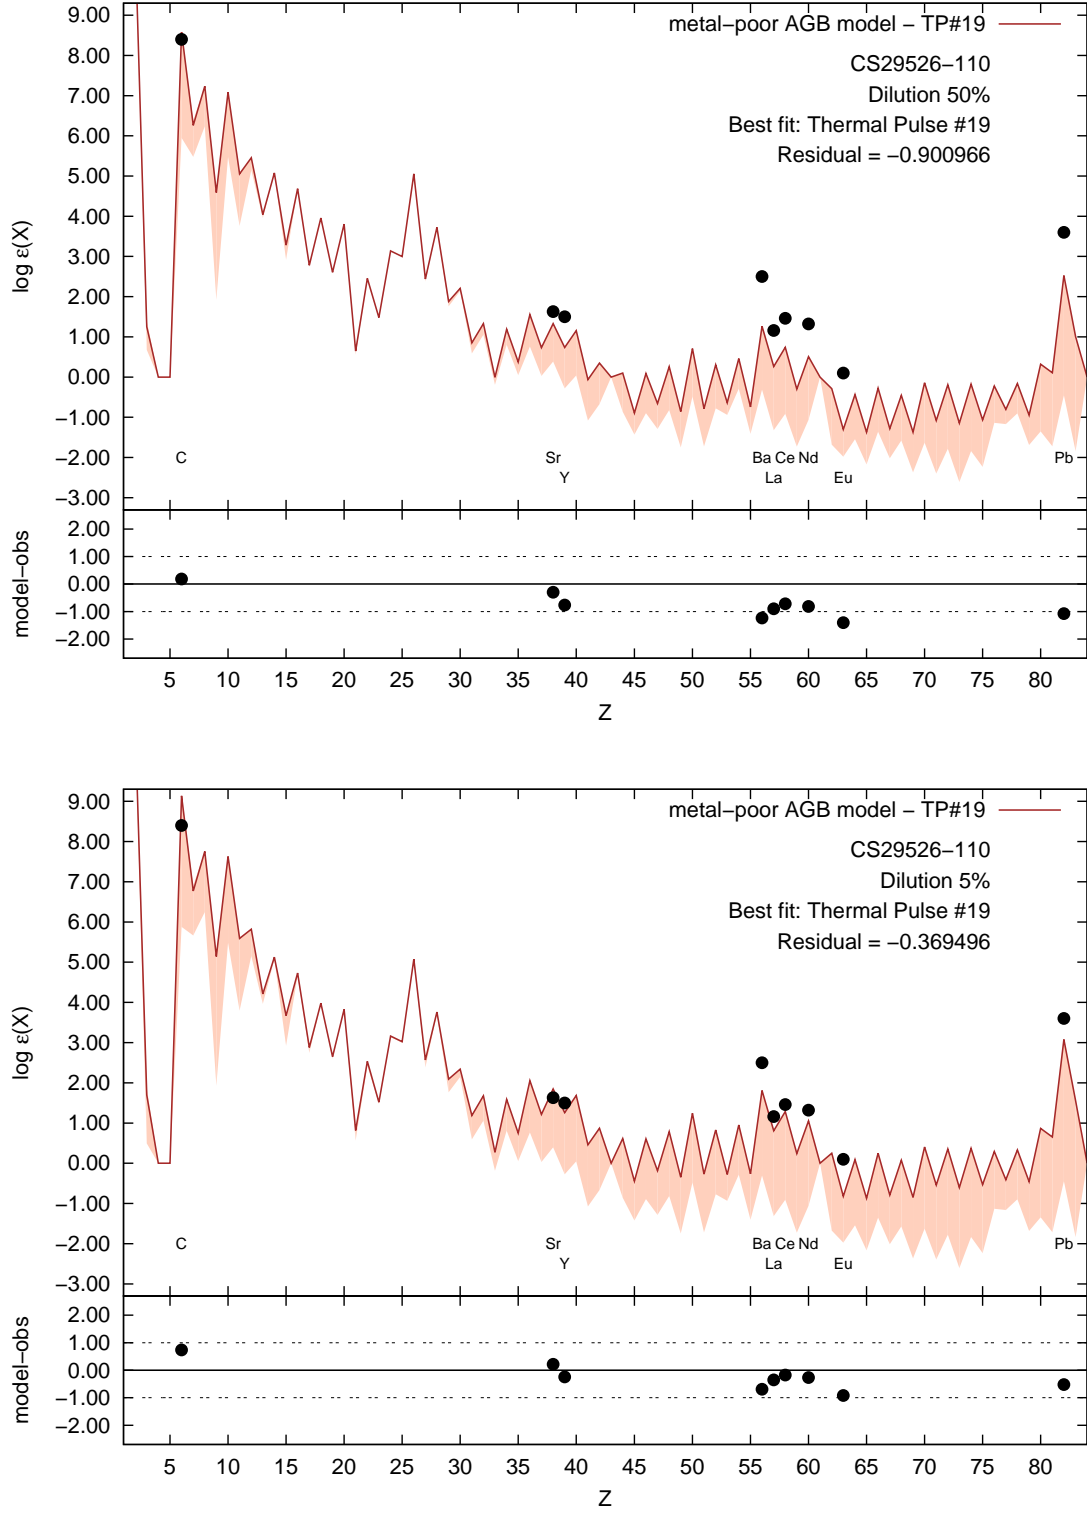 metal−poor AGB model − TP#19
CS29526−110
Dilution 50%
Best fit: Thermal Pulse #19
Residual = −0.900966
log ε(X)
9.00
8.00
7.00
6.00
5.00
4.00
3.00
2.00
1.00
0.00
−1.00
−2.00
−3.00
C
Sr
Y
Ba Ce Nd
La
Eu
Pb
model−obs
2.00
1.00
0.00
−1.00
−2.00
5 10 15 20 25 30 35 40 45 50 55 60 65 70 75 80
Z
metal−poor AGB model − TP#19
CS29526−110
Dilution 5%
Best fit: Thermal Pulse #19
Residual = −0.369496
log ε(X)
9.00
8.00
7.00
6.00
5.00
4.00
3.00
2.00
1.00
0.00
−1.00
−2.00
−3.00
C
Sr
Y
Ba Ce Nd
La
Eu
Pb
model−obs
2.00
1.00
0.00
−1.00
−2.00
5 10 15 20 25 30 35 40 45 50 55 60 65 70 75 80
Z